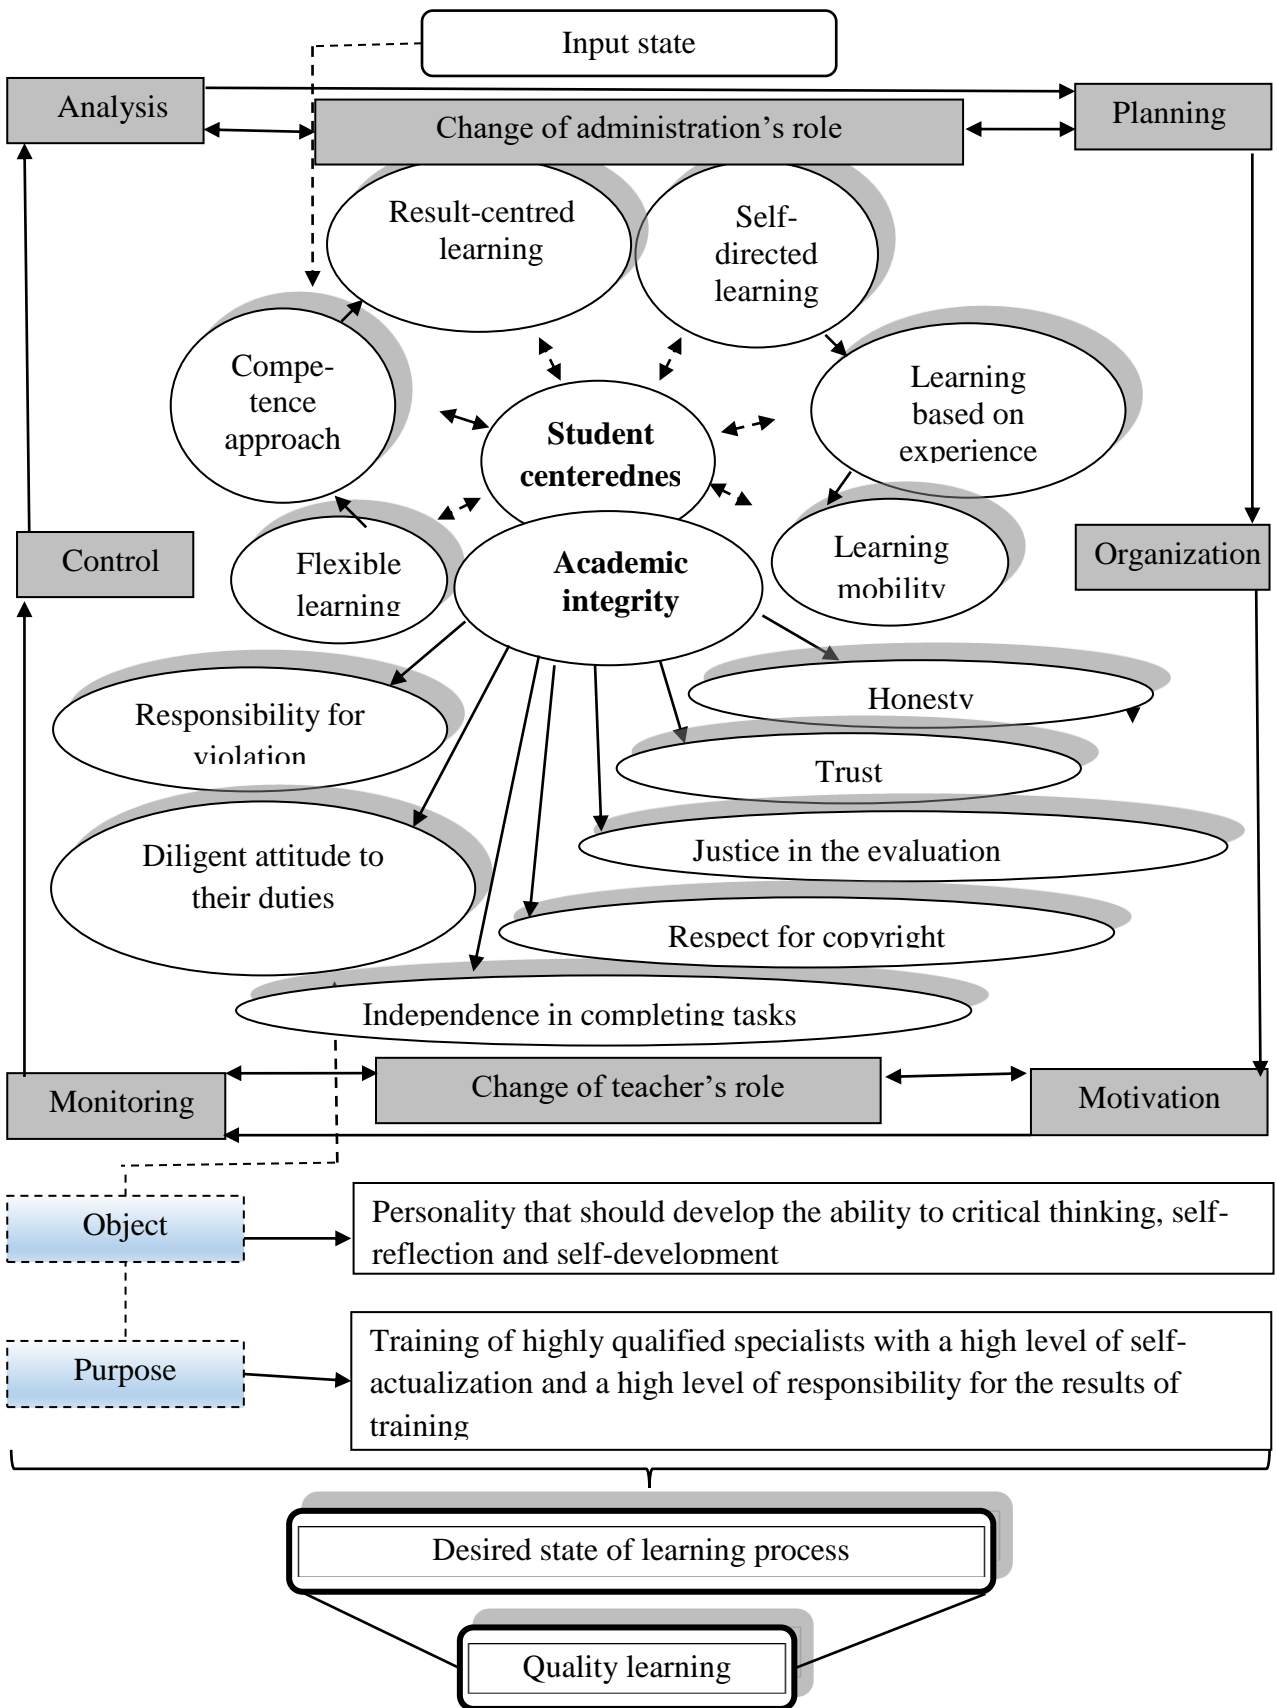 Input state
Analysis
Change of administration's role
Planning
Result-centred
learning
Self-
directed
learning
Compe-
tence
approach
Learning
based on
experience
Student
centerednes
Flexible
learning
Academic
integrity
Learning
mobility
Control
Organization
Responsibility for
violation
Honesty
Trust
Diligent attitude to
their duties
Justice in the evaluation
Respect for copyright
Independence in completing tasks
Monitoring
Change of teacher's role
Motivation
Object
Personality that should develop the ability to critical thinking, self-
reflection and self-development
Purpose
Training of highly qualified specialists with a high level of self-
actualization and a high level of responsibility for the results of
training
Desired state of learning process
Quality learning